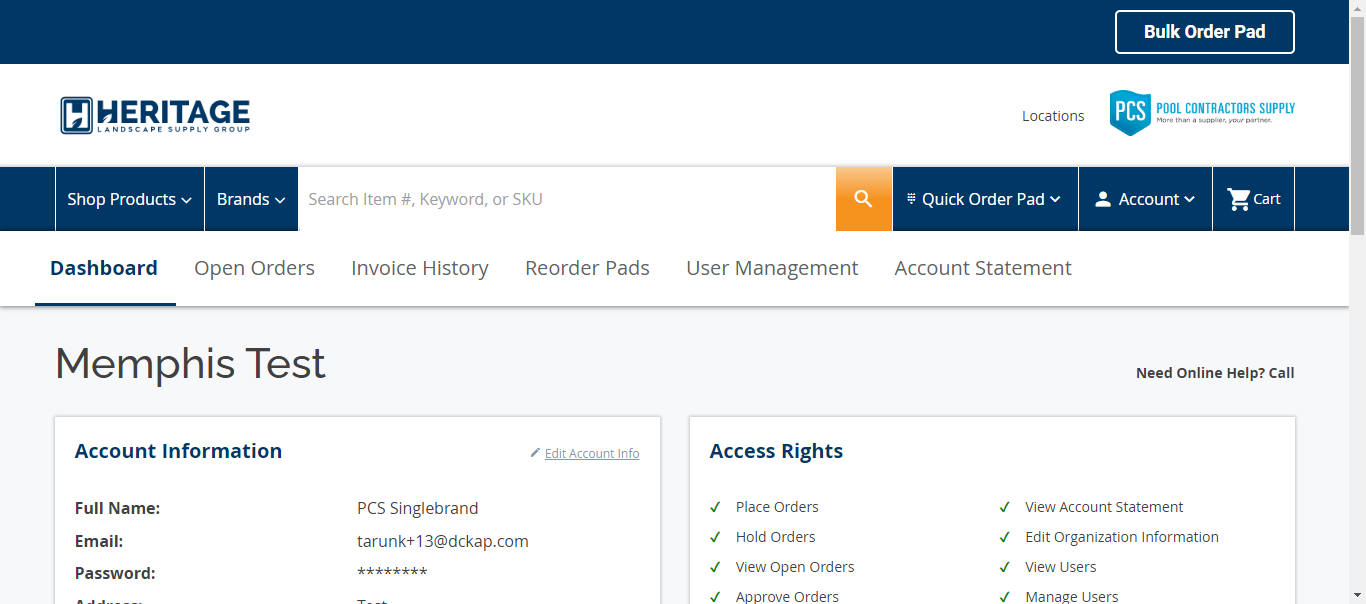 Bulk Order Pad
HERITAGE
LANDSCAPE SUPPLY GROUP
Locations
PCS POOL CONTRACTORS SUPPLY
More than a supplier, your partner.
Shop Products
Brands
Search Item #, Keyword, or SKU
Quick Order Pad
Account
Cart
Dashboard
Open Orders
Invoice History
Reorder Pads
User Management
Account Statement
Memphis Test
Need Online Help? Call
Account Information
Edit Account Info
Full Name: PCS Singlebrand
Email: tarunk+13@dckap.com
Password: ********
Address: Test
Access Rights
Place Orders
Hold Orders
View Open Orders
Approve Orders
View Account Statement
Edit Organization Information
View Users
Manage Users